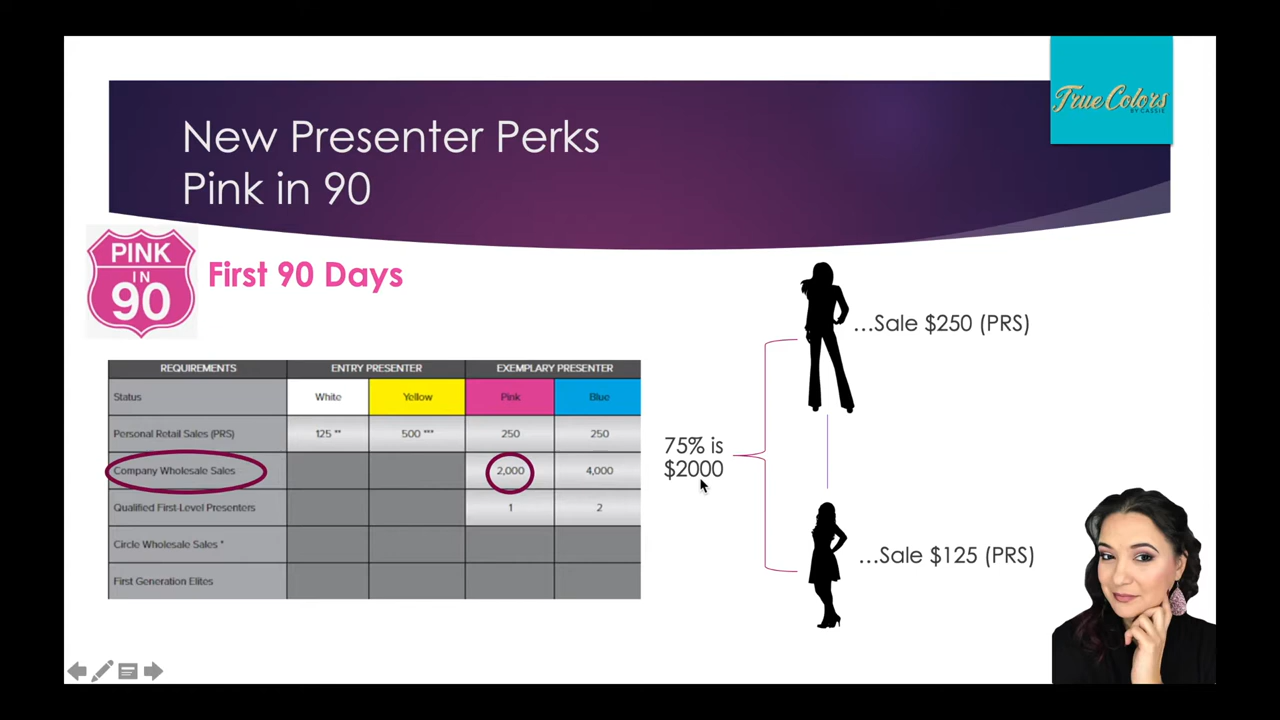 True Colors
BY CASSIE
New Presenter Perks
Pink in 90
PINK
IN
90
First 90 Days
REQUIREMENTS ENTRY PRESENTER EXEMPLARY PRESENTER
Status White Yellow Pink Blue
Personal Retail Sales (PRS) 125 ** 500 *** 250 250
Company Wholesale Sales 2,000 4,000
Qualified First-Level Presenters 1 2
Circle Wholesale Sales *
First Generation Elites
...Sale $250 (PRS)
75% is
$2000
...Sale $125 (PRS)